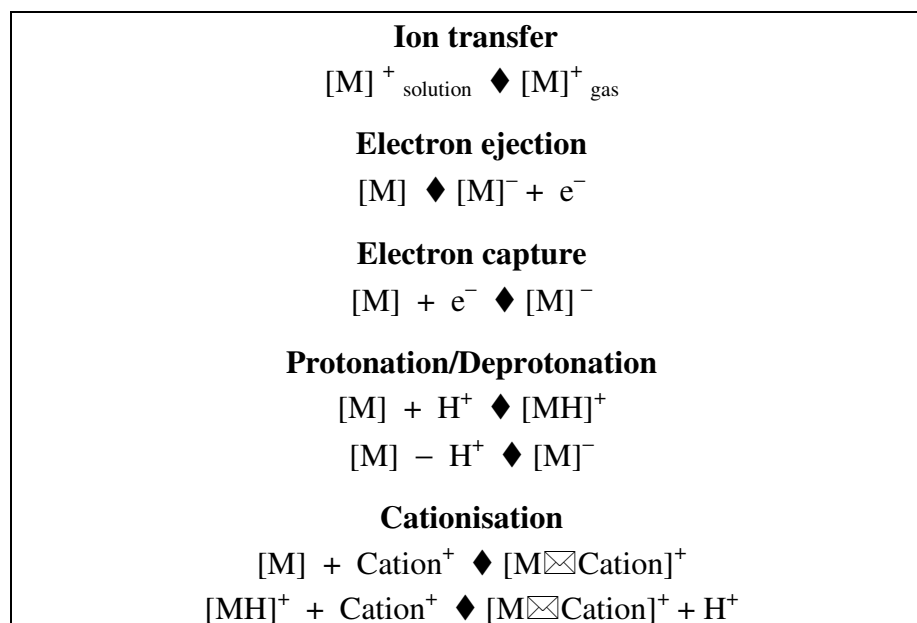 Ion transfer
[M] ⁺ solution ♦ [M]⁺ gas
Electron ejection
[M] ♦ [M]⁻ + e⁻
Electron capture
[M] + e⁻ ♦ [M] ⁻
Protonation/Deprotonation
[M] + H⁺ ♦ [MH]⁺
[M] − H⁺ ♦ [M]⁻
Cationisation
[M] + Cation⁺ ♦ [M✉Cation]⁺
[MH]⁺ + Cation⁺ ♦ [M✉Cation]⁺ + H⁺